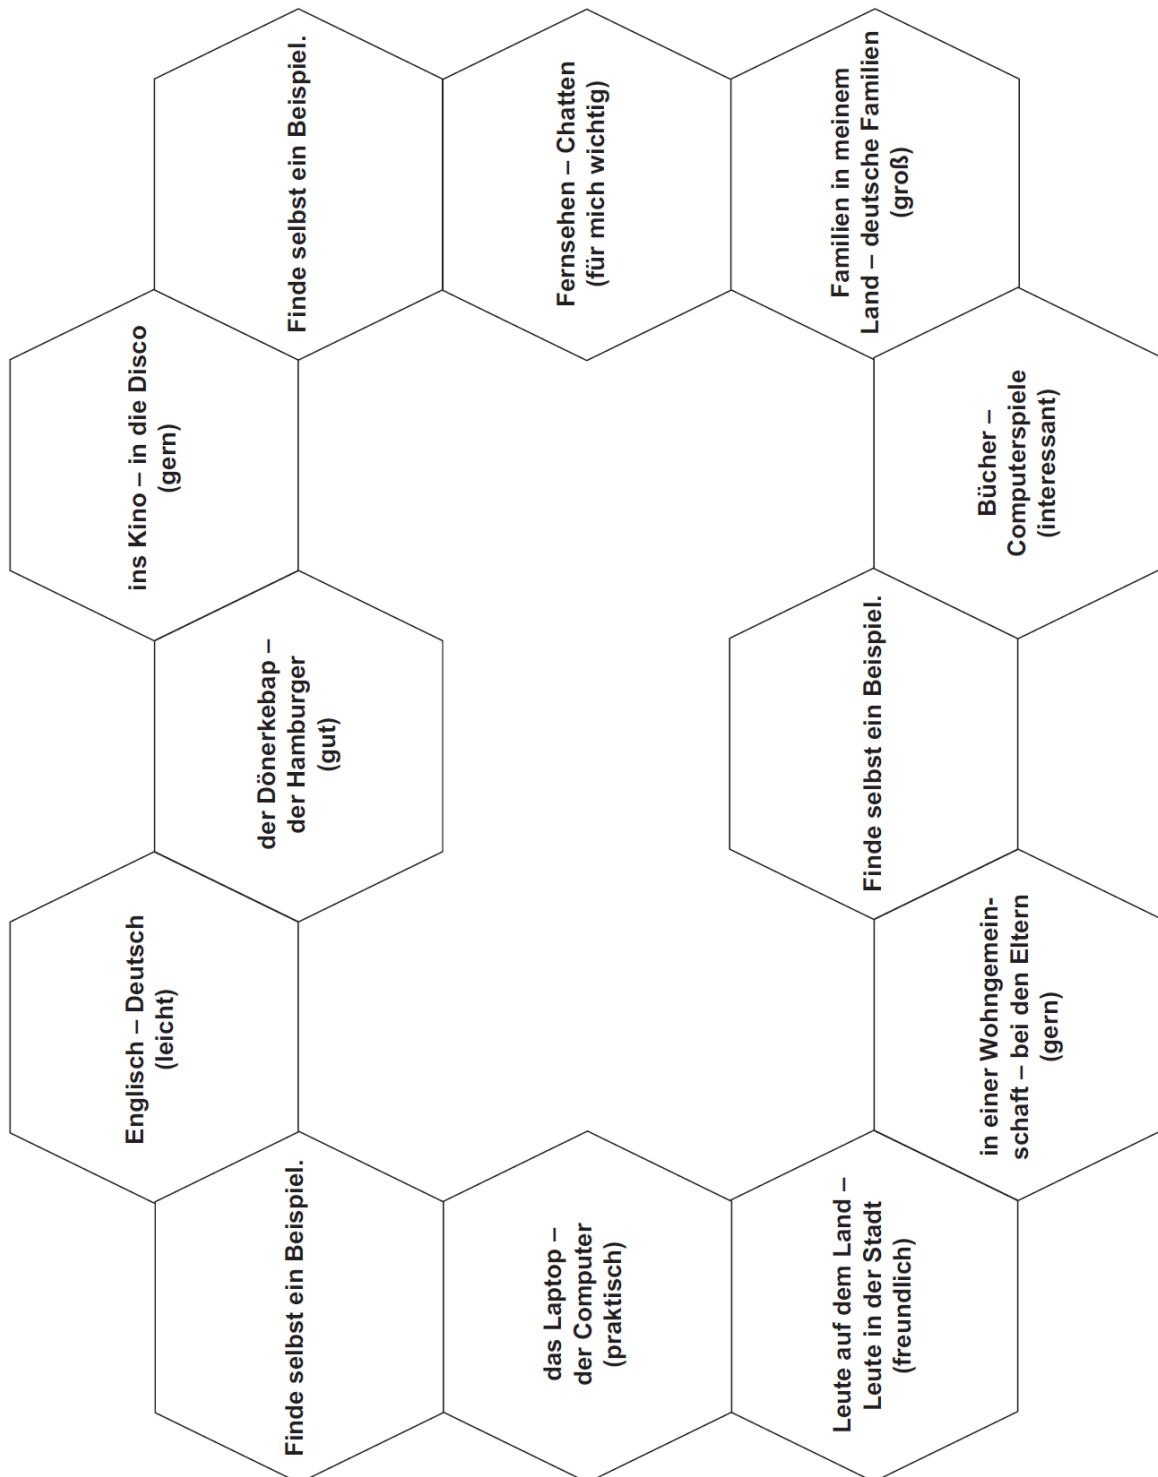 Englisch – Deutsch
(leicht)
ins Kino – in die Disco
(gern)
Finde selbst ein Beispiel.
der Dönerkebap –
der Hamburger
(gut)
Finde selbst ein Beispiel.
das Laptop –
der Computer
(praktisch)
Fernsehen – Chatten
(für mich wichtig)
Leute auf dem Land –
Leute in der Stadt
(freundlich)
Finde selbst ein Beispiel.
Familien in meinem
Land – deutsche Familien
(groß)
in einer Wohngemein-
schaft – bei den Eltern
(gern)
Bücher –
Computerspiele
(interessant)